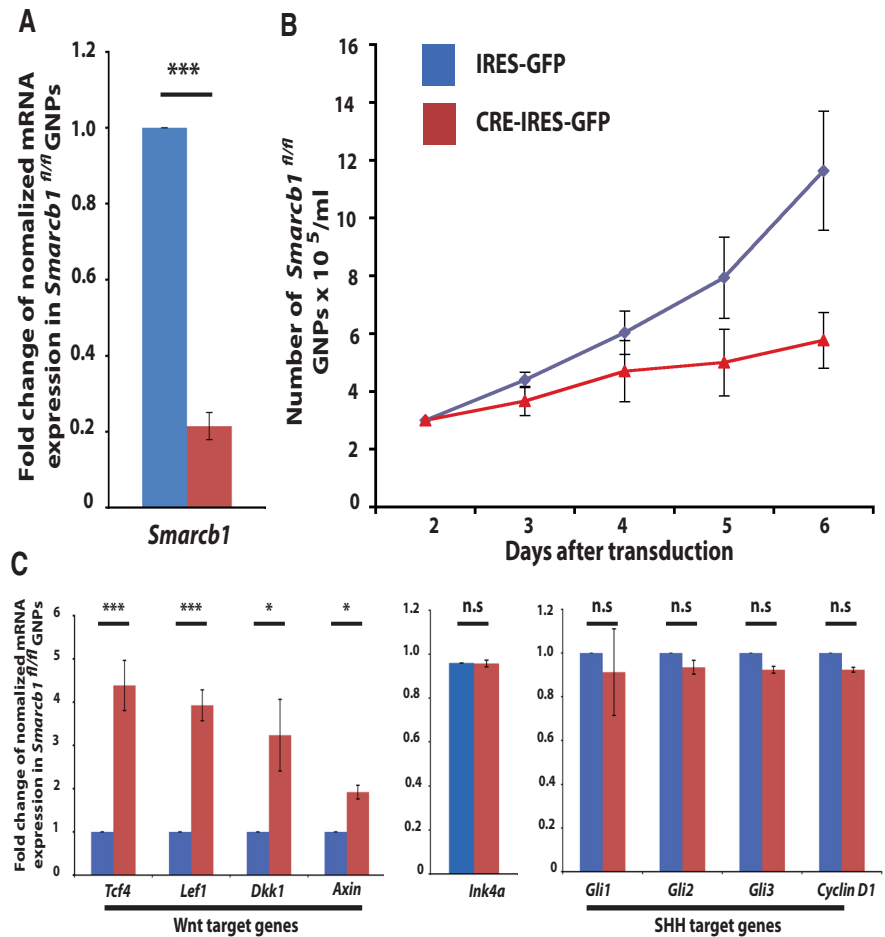 A
Fold change of nomalized mRNA
expression in Smarcb1 fl/fl GNPs
1.2
1.0
0.8
0.6
0.4
0.2
0
***
Smarcb1
B
Number of Smarcb1 fl/fl
GNPs x 10 5/ml
16
14
12
10
8
6
4
2
0
IRES-GFP
CRE-IRES-GFP
2 3 4 5 6
Days after transduction
C
Fold change of nomalized mRNA
expression in Smarcb1 fl/fl GNPs
6
5
4
3
2
1
0
*** *** * *
Tcf4 Lef1 Dkk1 Axin
Wnt target genes
1.2
1.0
0.8
0.6
0.4
0.2
0
n.s
Ink4a
1.2
1.0
0.8
0.6
0.4
0.2
0
n.s n.s n.s n.s
Gli1 Gli2 Gli3 Cyclin D1
SHH target genes